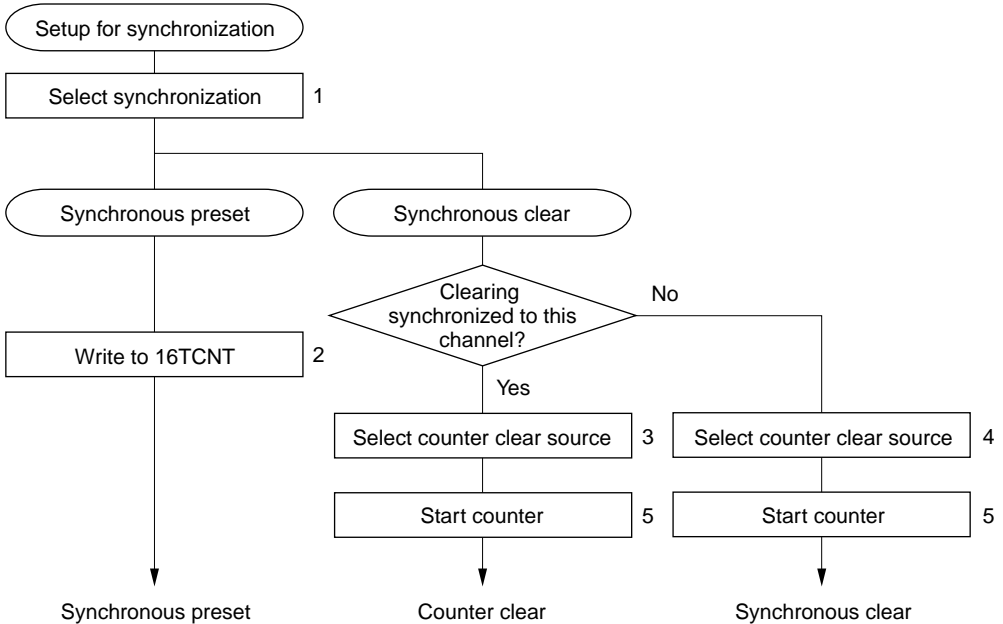 Setup for synchronization
Select synchronization 1
Synchronous preset
Synchronous clear
Clearing
synchronized to this
channel?
No
Write to 16TCNT 2
Yes
Select counter clear source 3
Select counter clear source 4
Start counter 5
Start counter 5
Synchronous preset
Counter clear
Synchronous clear